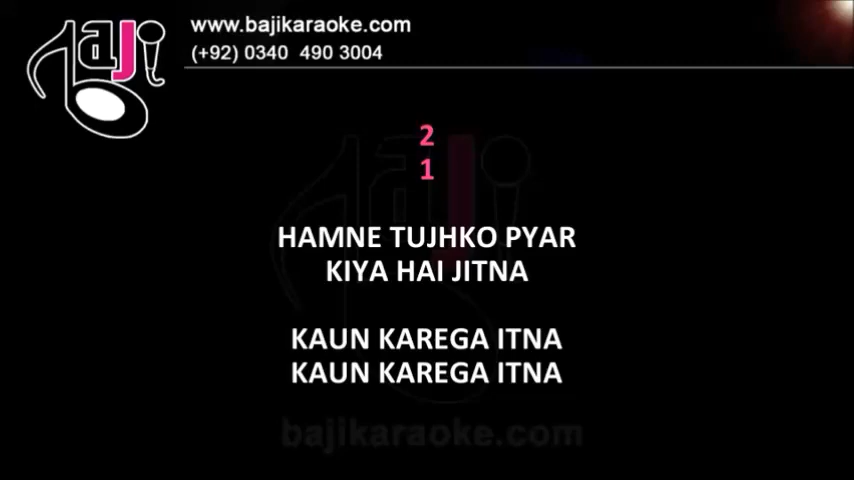 BAJI
www.bajikaraoke.com
(+92) 0340 490 3004
2
1
HAMNE TUJHKO PYAR
KIYA HAI JITNA
KAUN KAREGA ITNA
KAUN KAREGA ITNA
bajikaraoke.com